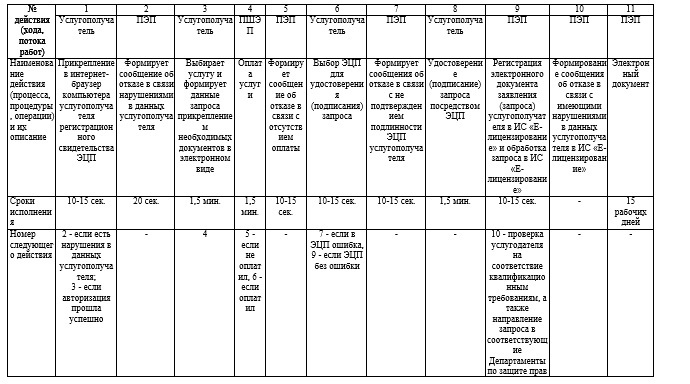 № действия (хода, потока работ) | 1 | 2 | 3 | 4 | 5 | 6 | 7 | 8 | 9 | 10 | 11
Услугополучатель | ПЭП | Услугополучатель | ПШЭП | ПЭП | Услугополучатель | ПЭП | Услугополучатель | ПЭП | ПЭП | ПЭП
Наименование действия (процесса, процедуры, операции) и их описание | Прикрепление в интернет-браузер компьютера услугополучателя регистрационного свидетельства ЭЦП | Формирует сообщение об отказе в связи нарушениями в данных услугополучателя | Выбирает услугу и формирует данные запроса прикреплением необходимых документов в электронном виде | Оплата услуги | Формирует сообщение об отказе в связи с отсутствием оплаты | Выбор ЭЦП для удостоверения (подписания) запроса | Формирует сообщения об отказе в связи с не подтверждением подлинности ЭЦП услугополучателя | Удостоверение (подписание) запроса посредством ЭЦП | Регистрация электронного документа заявления (запроса) услугополучателя в ИС «Е-лицензирование» и обработка запроса в ИС «Е-лицензирование» | Формирование сообщения об отказе в связи с имеющими нарушениями в данных услугополучателя в ИС «Е-лицензирование» | Электронный документ
Сроки исполнения | 10-15 сек. | 20 сек. | 1,5 мин. | 1,5 мин. | 10-15 сек. | 10-15 сек. | 10-15 сек. | 1,5 мин. | 10-15 сек. | - | 15 рабочих дней
Номер следующего действия | 2 - если есть нарушения в данных услугополучателя; 3 - если авторизация прошла успешно | - | 4 | 5 - если не оплатил, 6 - если оплатил | - | 7 - если в ЭЦП ошибка, 9 - если ЭЦП без ошибки | - | - | 10 - проверка услугодателя на соответствие квалификационным требованиям, а также направление запроса в соответствующие Департаменты по защите прав | - | -